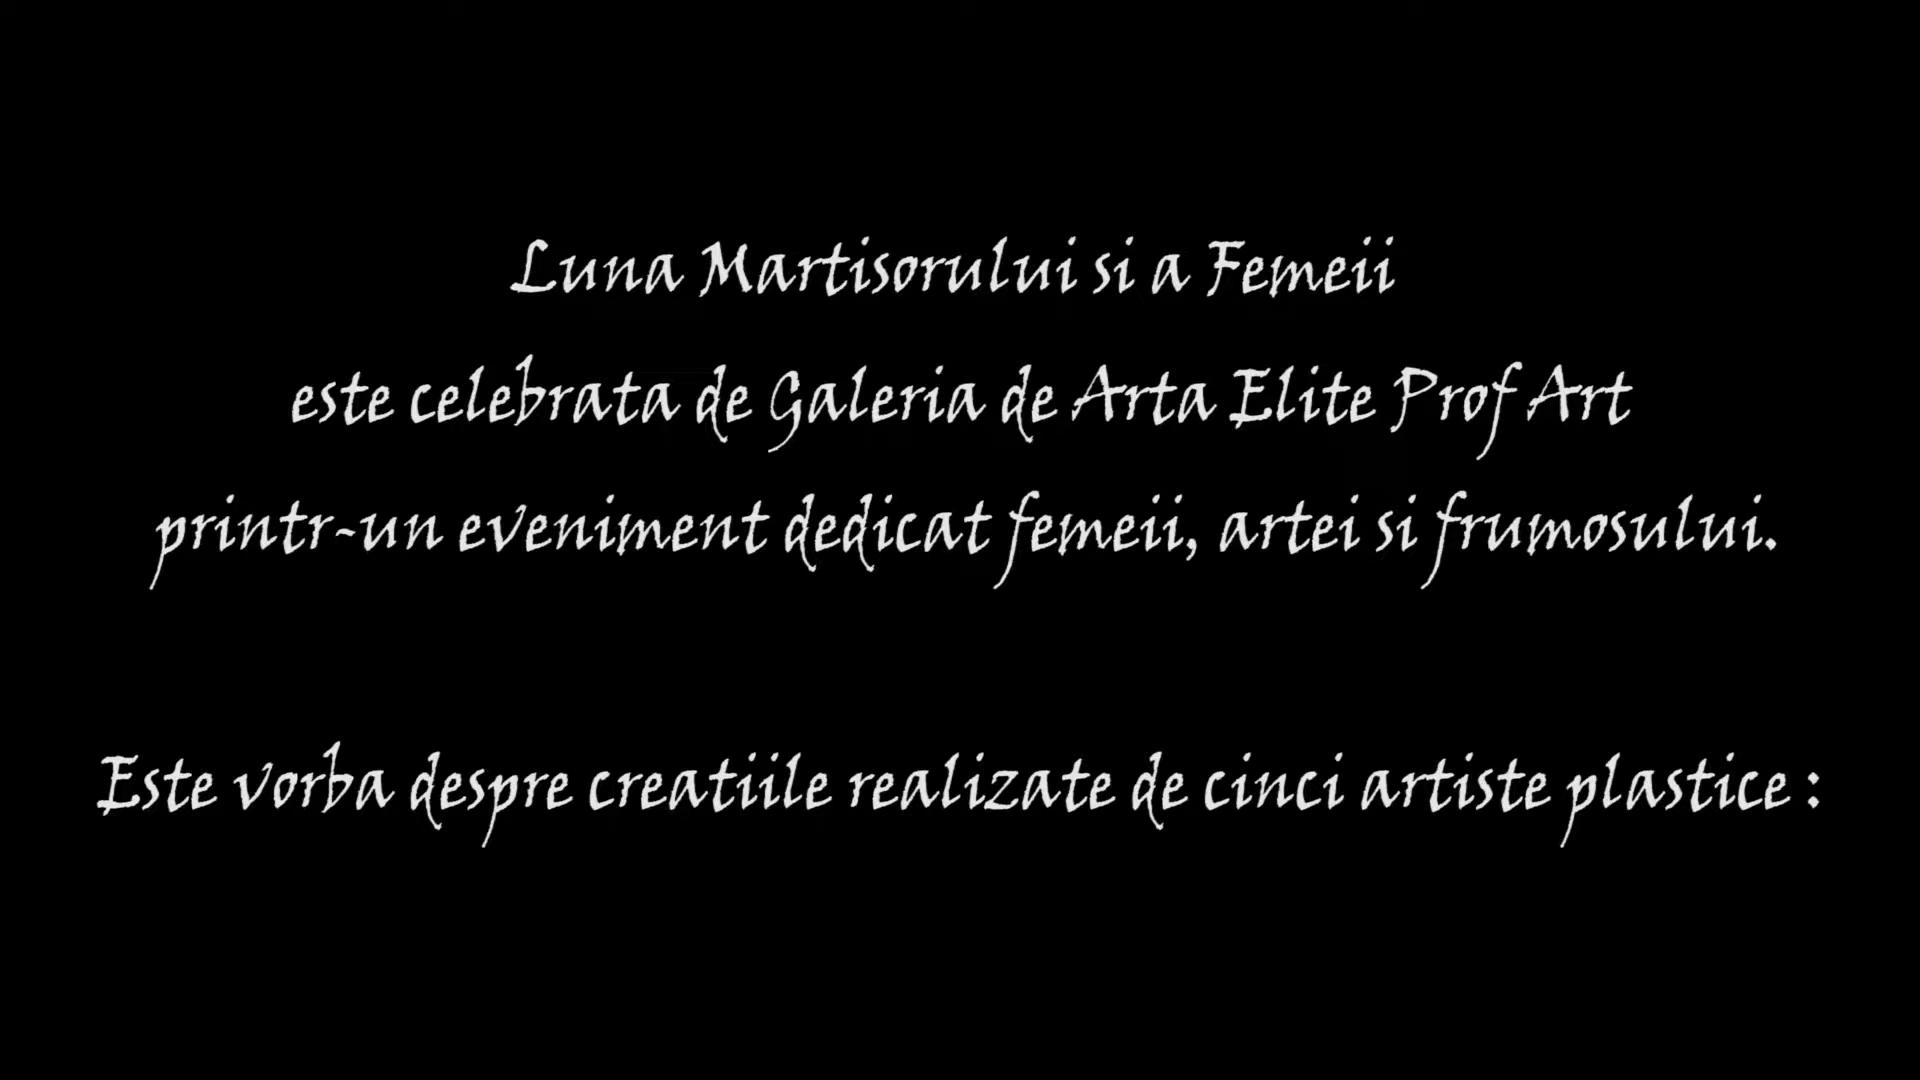 Luna Martisorului si a Femeii
este celebrata de Galeria de Arta Elite Prof Art
printr-un eveniment dedicat femeii, artei si frumosului.
Este vorba despre creatiile realizate de cinci artiste plastice :